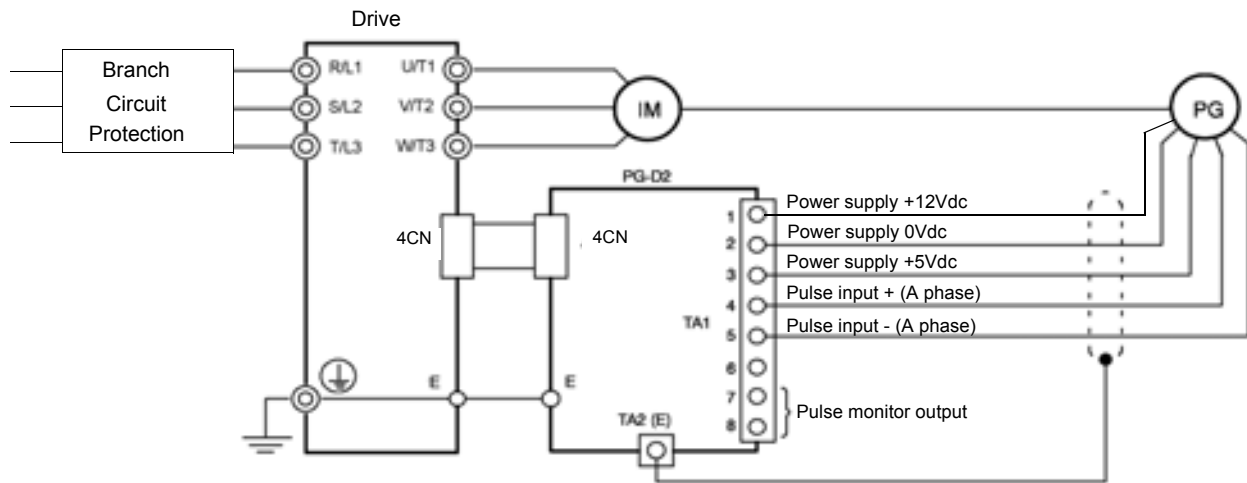 Drive
Branch
Circuit
Protection
R/L1
U/T1
S/L2
V/T2
T/L3
W/T3
IM
PG
PG-D2
4CN
4CN
1
Power supply +12Vdc
2
Power supply 0Vdc
3
Power supply +5Vdc
4
Pulse input + (A phase)
TA1
5
Pulse input - (A phase)
6
E
E
7
Pulse monitor output
8
TA2 (E)